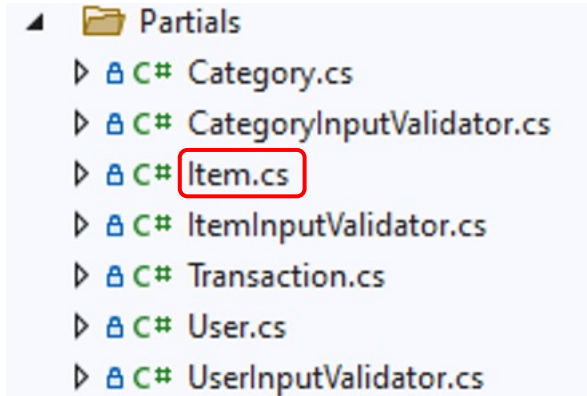 Partials
C# Category.cs
C# CategoryInputValidator.cs
C# Item.cs
C# ItemInputValidator.cs
C# Transaction.cs
C# User.cs
C# UserInputValidator.cs